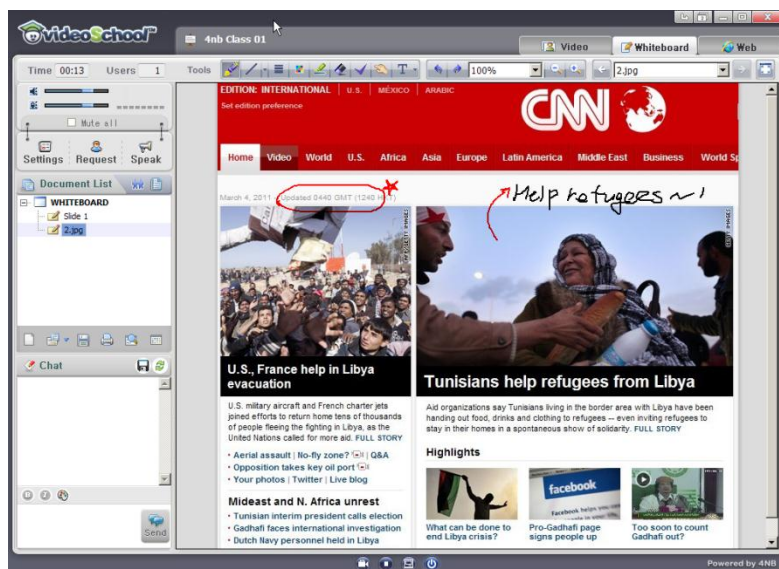 videoSchool
4nb Class 01
Video
Whiteboard
Web
Time 00:13 Users 1
Tools
T
100%
2.jpg
Mute all
Settings Request Speak
Document List
WHITEBOARD
Slide 1
2.jpg
Chat
Send
EDITION: INTERNATIONAL U.S. MÉXICO ARABIC
Set edition preference
CNN
Home Video World U.S. Africa Asia Europe Latin America Middle East Business World Sp
March 4, 2011 Updated 0440 GMT (1240 HKT)
Help refugees
U.S., France help in Libya
evacuation
U.S. military aircraft and French charter jets
joined efforts to return home tens of thousands
of people fleeing the fighting in Libya, as the
United Nations called for more aid. FULL STORY
Aerial assault | No-fly zone? | Q&A
Opposition takes key oil port
Your photos | Twitter | Live blog
Mideast and N. Africa unrest
Tunisian interim president calls election
Gadhafi faces international investigation
Dutch Navy personnel held in Libya
Tunisians help refugees from Libya
Aid organizations say Tunisians living in the border area with Libya have been
handing out food, drinks and clothing to refugees -- even inviting refugees to
stay in their homes in a spontaneous show of solidarity. FULL STORY
Highlights
facebook
Facebook helps you
What can be done to
end Libya crisis?
Pro-Gadhafi page
signs people up
Too soon to count
Gadhafi out?
Powered by 4NB